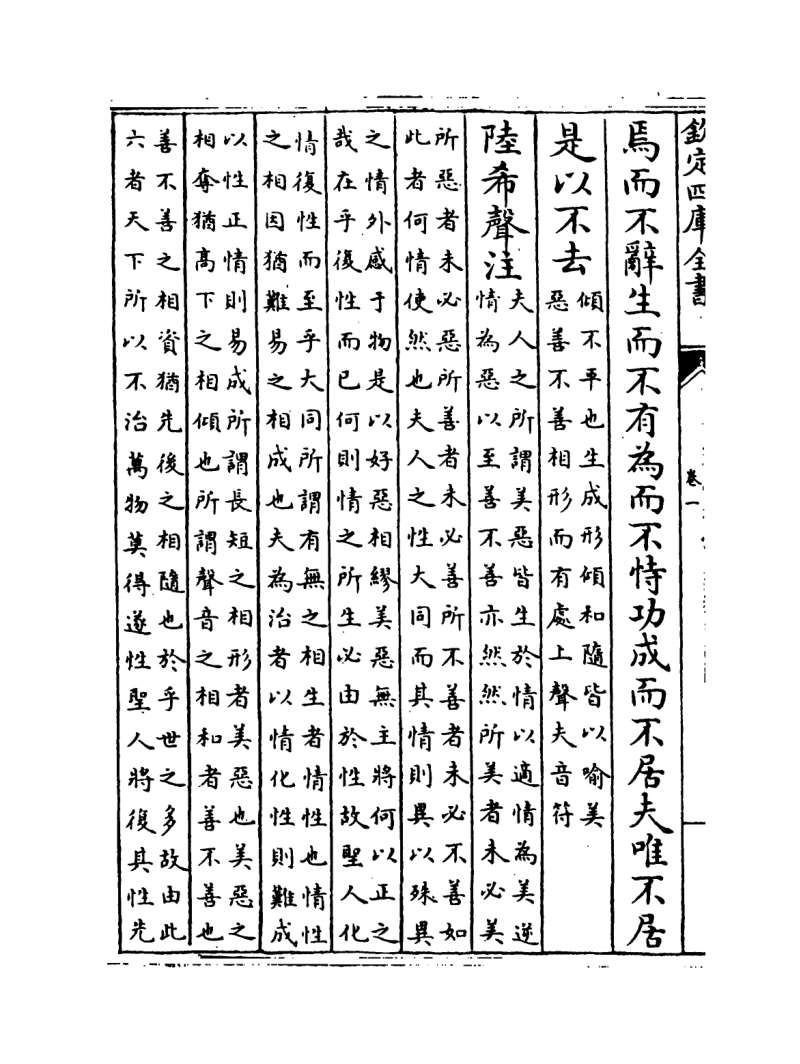 欽定四庫全書
卷一
焉而不辭生而不有為而不恃功成而不居夫唯不居
是以不去
傾不平也生成形傾和隨皆以喻美
惡善不善相形而有處上聲夫音符
陸希聲注
夫人之所謂美惡皆生於情以適情為美逆
情為惡以至善不善亦然然所美者未必美
所惡者未必惡所善者未必善所不善者未必不善如
此者何情使然也夫人之性大同而其情則異以殊異
之情外感于物是以好惡相繆美惡無主將何以正之
哉在乎復性而已何則情之所生必由於性故聖人化
情復性而至乎大同所謂有無之相生者情性也情性
之相因猶難易之相成也夫為治者以情化性則難成
以性正情則易成所謂長短之相形者美惡也美惡之
相奪猶高下之相傾也所謂聲音之相和者善不善也
善不善之相資猶先後之相隨也於乎世之多故由此
六者天下所以不治萬物莫得遂性聖人將復其性先